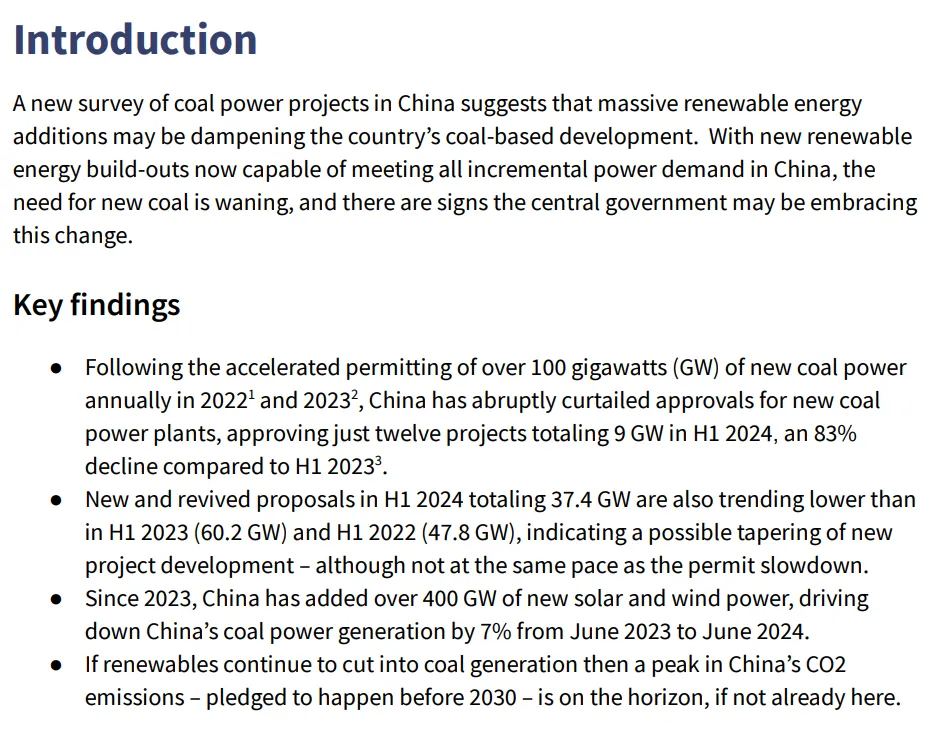 Introduction
A new survey of coal power projects in China suggests that massive renewable energy
additions may be dampening the country's coal-based development.  With new renewable
energy build-outs now capable of meeting all incremental power demand in China, the
need for new coal is waning, and there are signs the central government may be embracing
this change.
Key findings
● Following the accelerated permitting of over 100 gigawatts (GW) of new coal power
annually in 2022¹ and 2023², China has abruptly curtailed approvals for new coal
power plants, approving just twelve projects totaling 9 GW in H1 2024, an 83%
decline compared to H1 2023³.
● New and revived proposals in H1 2024 totaling 37.4 GW are also trending lower than
in H1 2023 (60.2 GW) and H1 2022 (47.8 GW), indicating a possible tapering of new
project development – although not at the same pace as the permit slowdown.
● Since 2023, China has added over 400 GW of new solar and wind power, driving
down China's coal power generation by 7% from June 2023 to June 2024.
● If renewables continue to cut into coal generation then a peak in China's CO2
emissions – pledged to happen before 2030 – is on the horizon, if not already here.